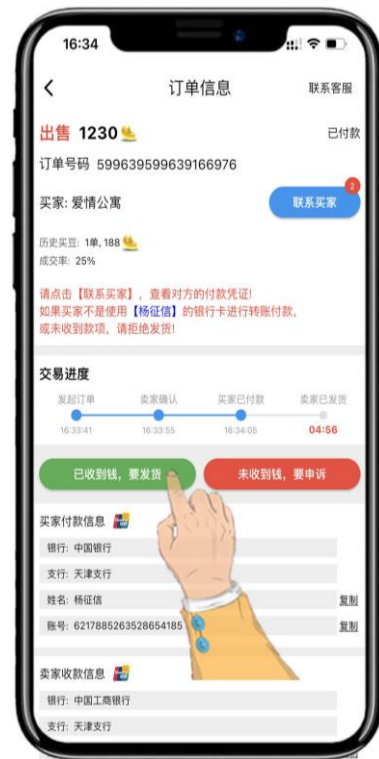 16:34
订单信息
联系客服
出售 1230
已付款
订单号码 599639599639166976
买家: 爱情公寓
联系买家
2
历史买豆: 1单, 188
成交率: 25%
请点击【联系买家】, 查看对方的付款凭证!
如果买家不是使用【杨征信】的银行卡进行转账付款,
或未收到款项, 请拒绝发货!
交易进度
发起订单 卖家确认 买家已付款 卖家已发货
16:33:41 16:33:55 16:34:05 04:56
已收到钱, 要发货
未收到钱, 要申诉
买家付款信息
银行: 中国银行
支行: 天津支行
姓名: 杨征信 复制
账号: 6217885263528654185 复制
卖家收款信息
银行: 中国工商银行
支行: 天津支行